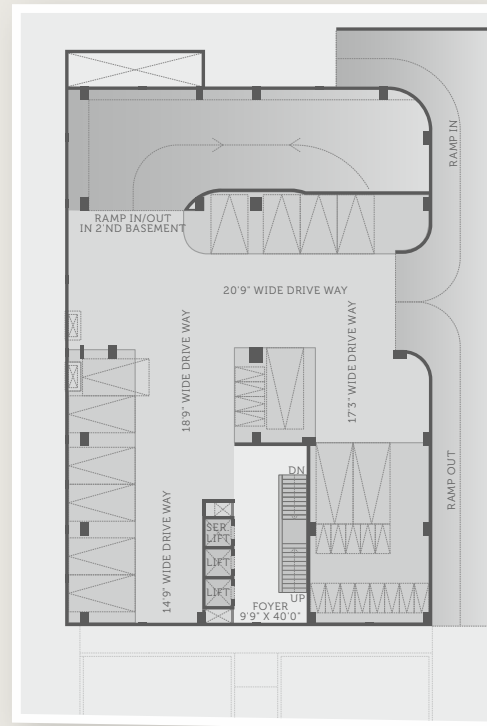 RAMP IN
RAMP IN/OUT
IN 2'ND BASEMENT
20'9" WIDE DRIVE WAY
18'9" WIDE DRIVE WAY
17'3" WIDE DRIVE WAY
DN
RAMP OUT
14'9" WIDE DRIVE WAY
SER.
LIFT
LIFT
LIFT
UP
FOYER
9'9" X 40'0"